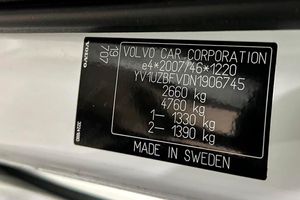 VOLVO
19
707
VOLVO CAR CORPORATION
e4*2007/46*1220
YV1UZBFVDN1906745
2660 kg
4760 kg
1– 1330 kg
2– 1390 kg
MADE IN SWEDEN